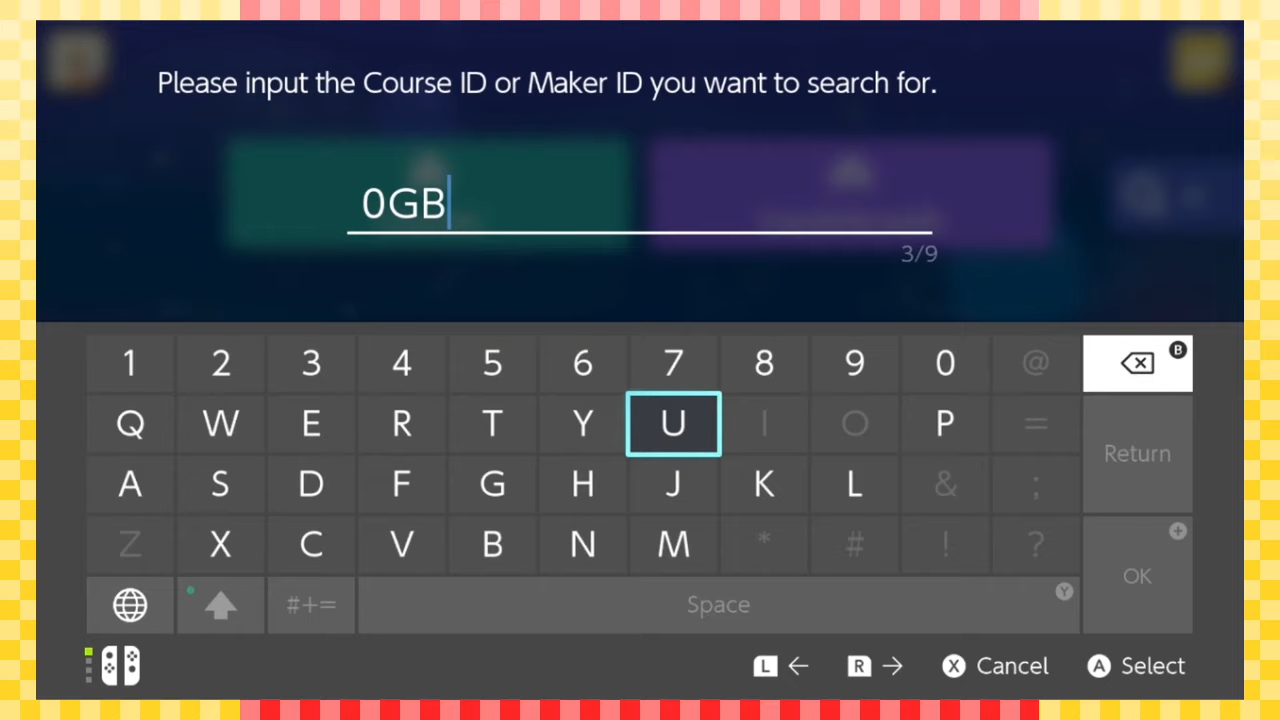 Please input the Course ID or Maker ID you want to search for.
0GB
3/9
1 2 3 4 5 6 7 8 9 0 @ B
Q W E R T Y U I O P = Return
A S D F G H J K L & ;
Z X C V B N M * # ! ? + OK
#+= Space Y
L ← R → X Cancel A Select